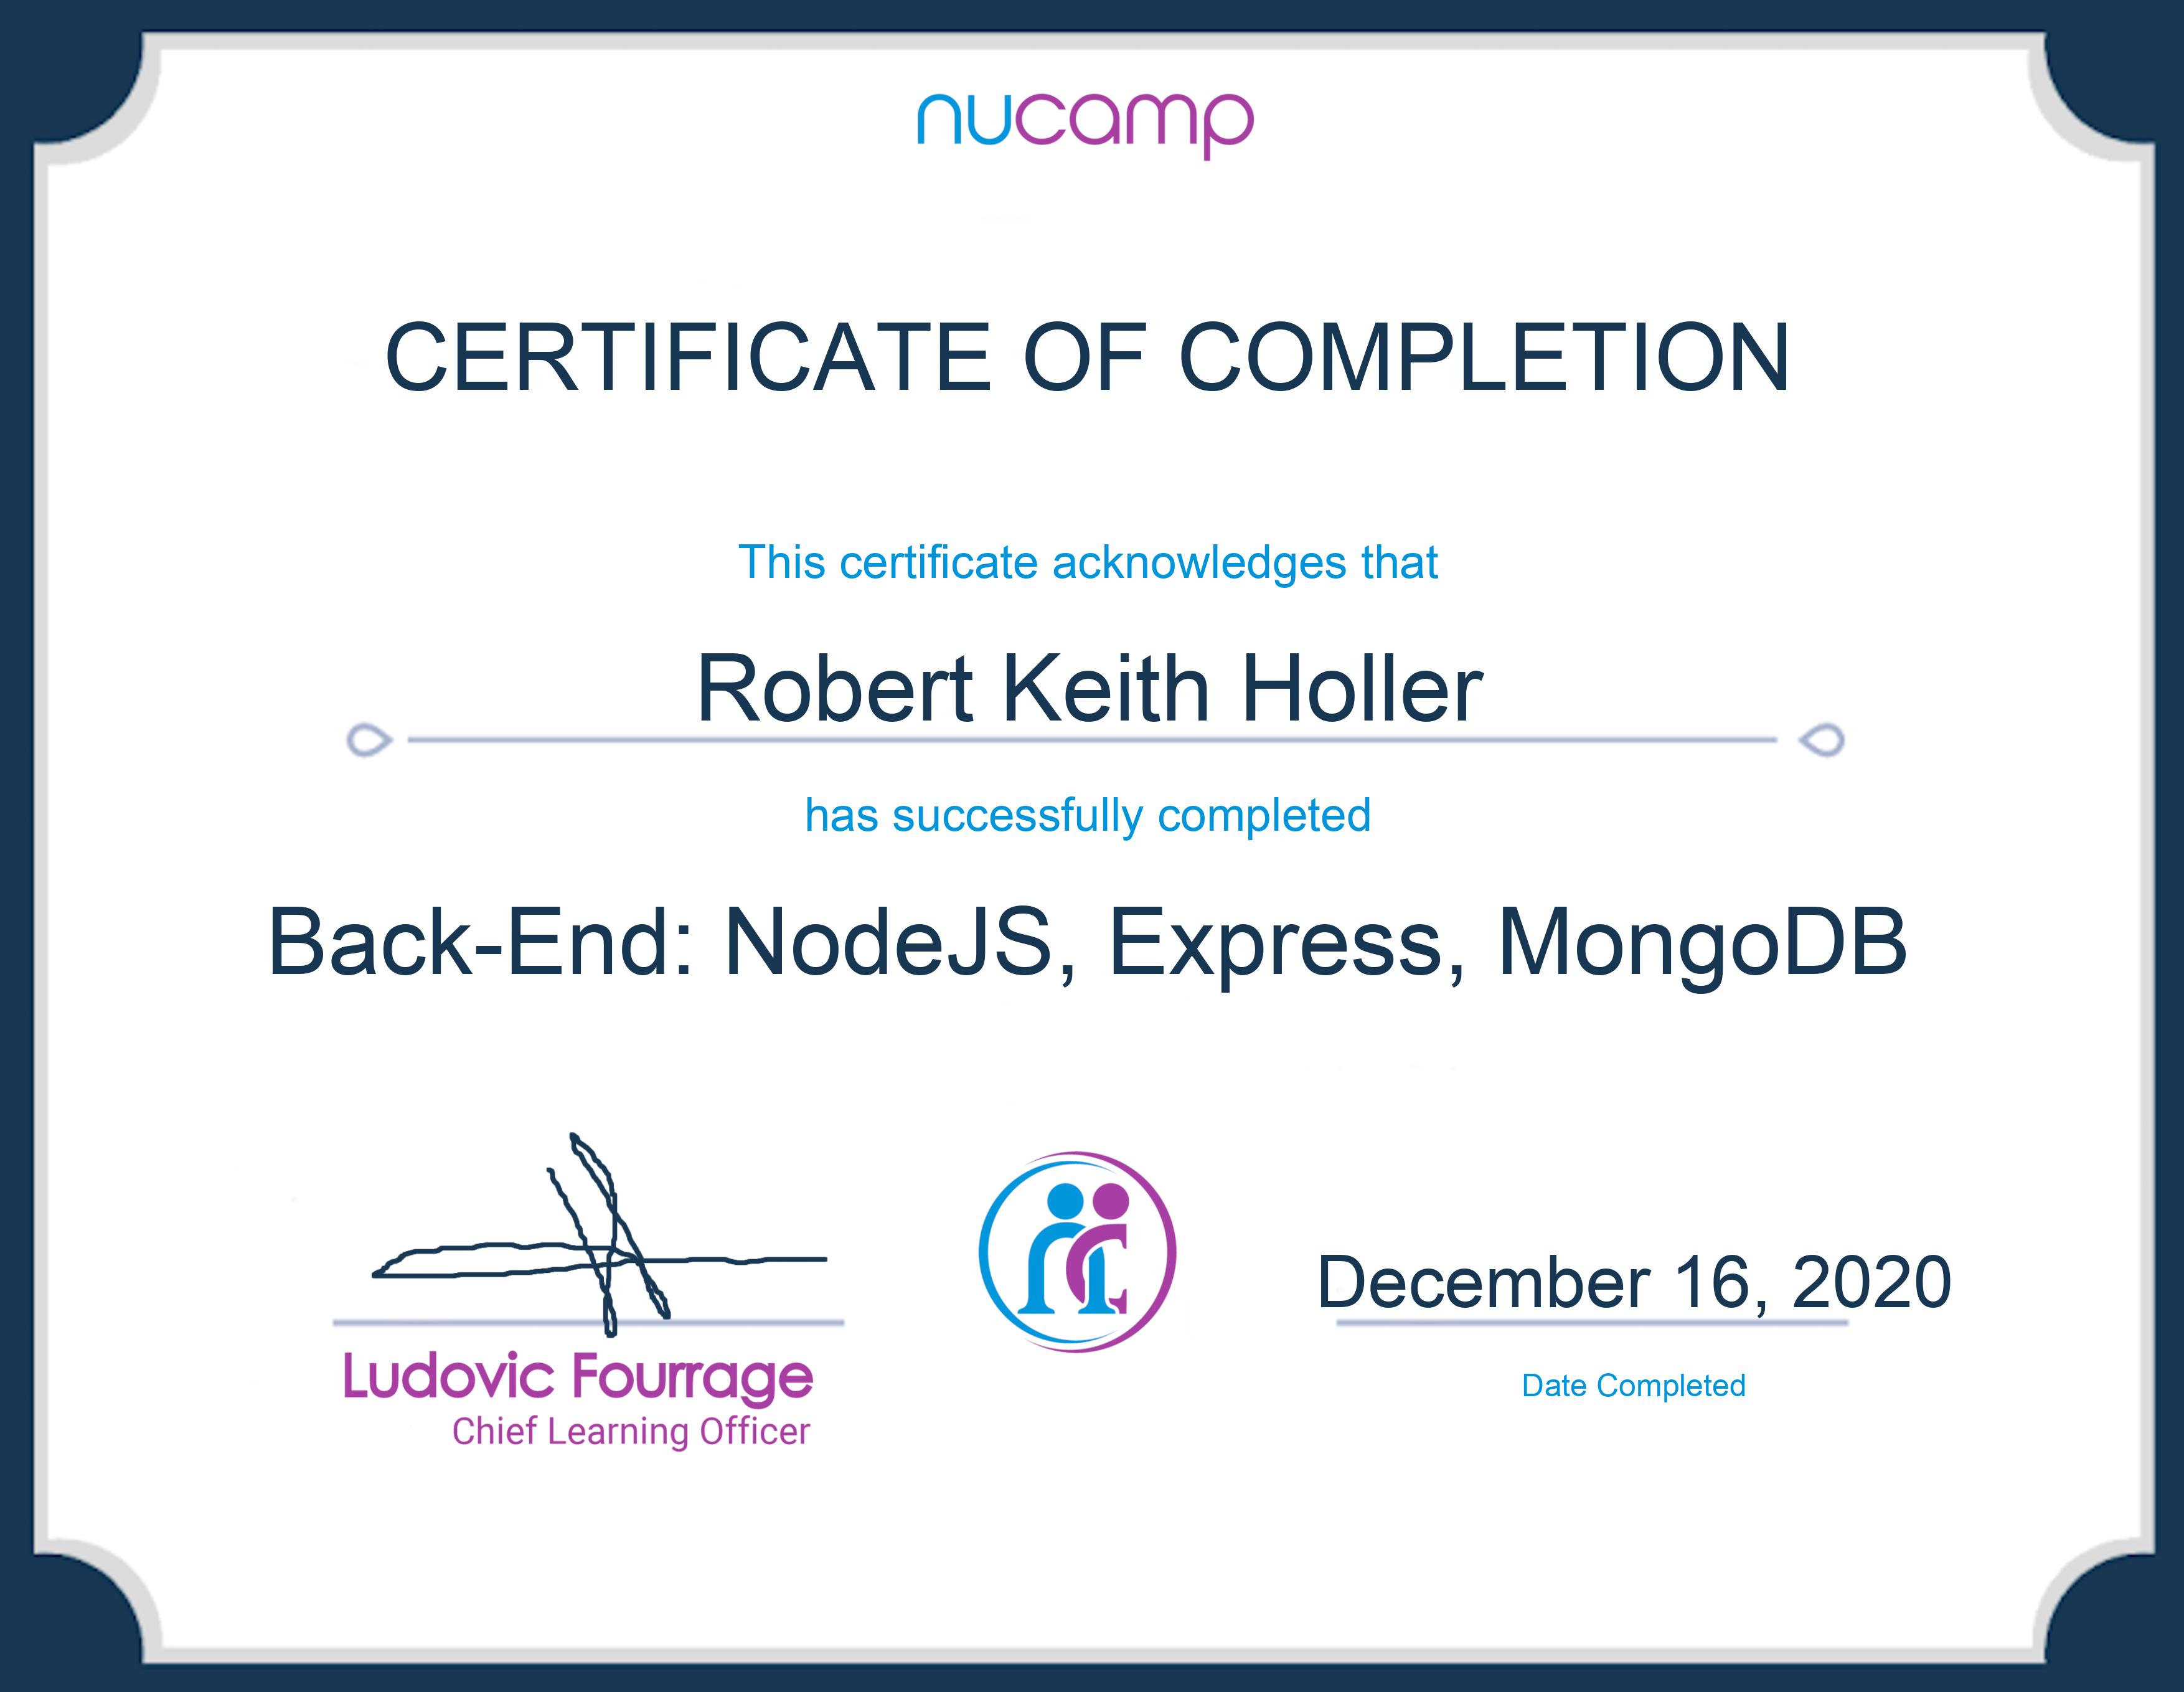 nucamp
CERTIFICATE OF COMPLETION
This certificate acknowledges that
Robert Keith Holler
has successfully completed
Back-End: NodeJS, Express, MongoDB
December 16, 2020
Ludovic Fourrage
Chief Learning Officer
Date Completed